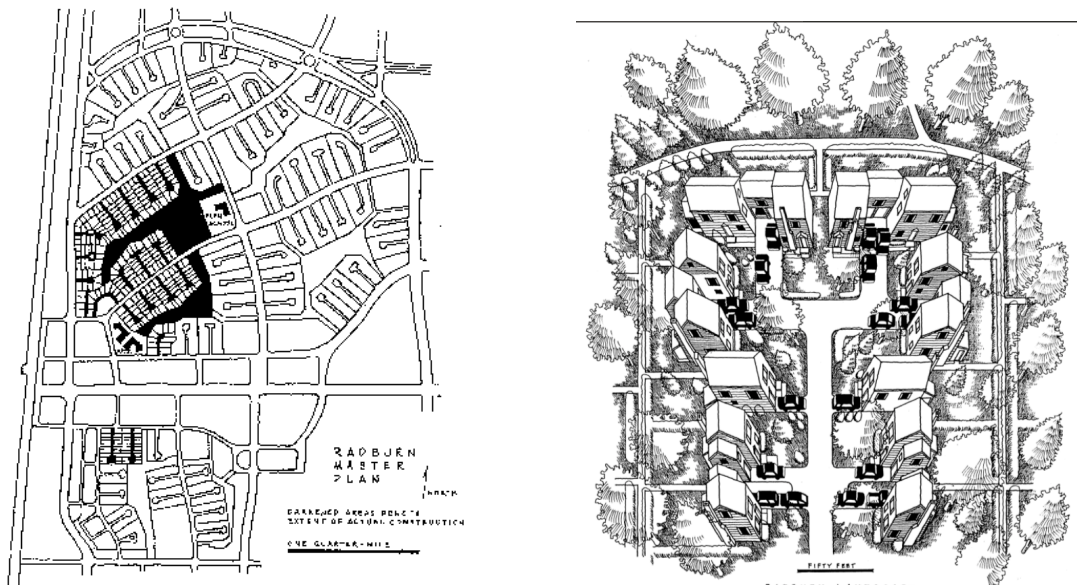 RADBURN
MASTER
PLAN
NORTH
DARKENED AREAS DENOTE
EXTENT OF ACTUAL CONSTRUCTION
ONE QUARTER-MILE
FIFTY FEET